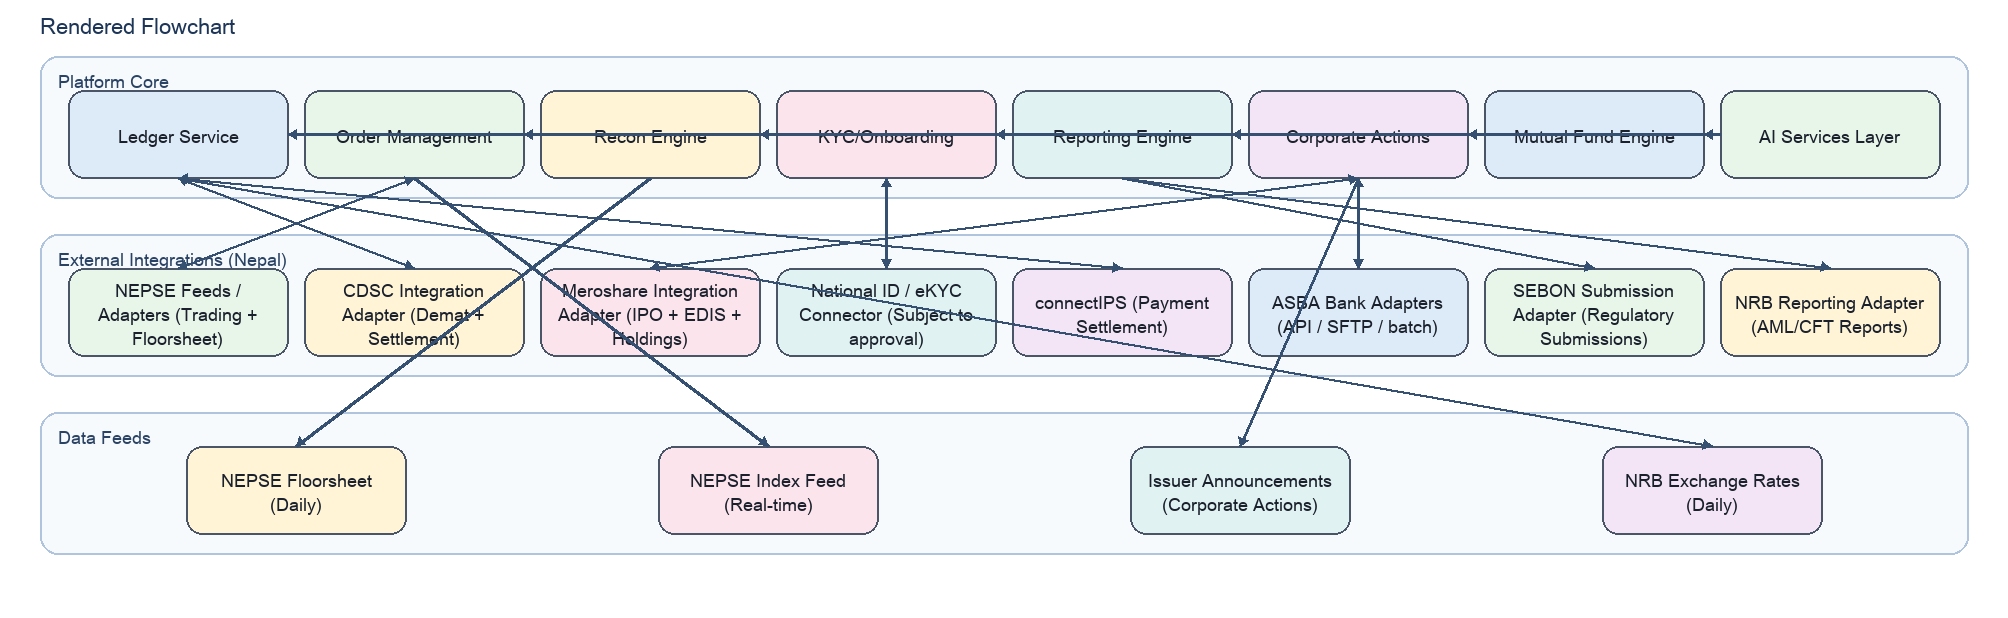 Rendered Flowchart
Platform Core
Ledger Service
Order Management
Recon Engine
KYC/Onboarding
Reporting Engine
Corporate Actions
Mutual Fund Engine
AI Services Layer
External Integrations (Nepal)
NEPSE Feeds /
Adapters (Trading +
Floorsheet)
CDSC Integration
Adapter (Demat +
Settlement)
Meroshare Integration
Adapter (IPO + EDIS +
Holdings)
National ID / eKYC
Connector (Subject to
approval)
connectIPS (Payment
Settlement)
ASBA Bank Adapters
(API / SFTP / batch)
SEBON Submission
Adapter (Regulatory
Submissions)
NRB Reporting Adapter
(AML/CFT Reports)
Data Feeds
NEPSE Floorsheet
(Daily)
NEPSE Index Feed
(Real-time)
Issuer Announcements
(Corporate Actions)
NRB Exchange Rates
(Daily)